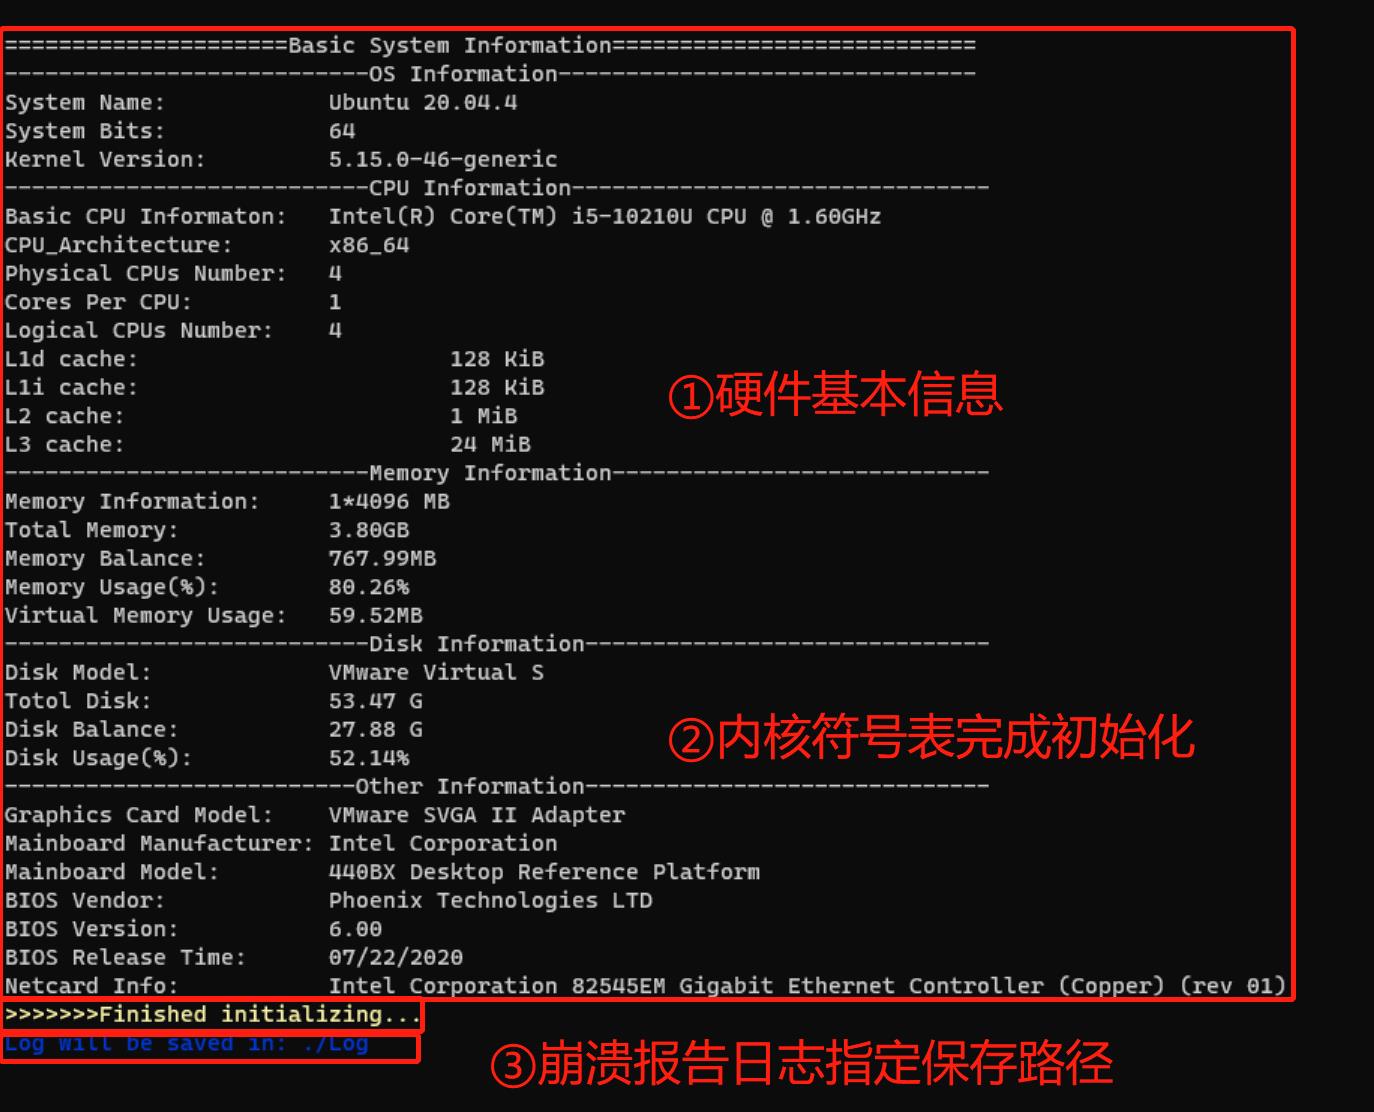 =====================Basic System Information===========================
---------------------------OS Information-------------------------------
System Name: Ubuntu 20.04.4
System Bits: 64
Kernel Version: 5.15.0-46-generic
---------------------------CPU Information-------------------------------
Basic CPU Informaton: Intel(R) Core(TM) i5-10210U CPU @ 1.60GHz
CPU_Architecture: x86_64
Physical CPUs Number: 4
Cores Per CPU: 1
Logical CPUs Number: 4
L1d cache: 128 KiB
L1i cache: 128 KiB
①硬件基本信息
L2 cache: 1 MiB
L3 cache: 24 MiB
---------------------------Memory Information----------------------------
Memory Information: 1*4096 MB
Total Memory: 3.80GB
Memory Balance: 767.99MB
Memory Usage(%): 80.26%
Virtual Memory Usage: 59.52MB
---------------------------Disk Information------------------------------
Disk Model: VMware Virtual S
Totol Disk: 53.47 G
Disk Balance: 27.88 G
②内核符号表完成初始化
Disk Usage(%): 52.14%
--------------------------Other Information------------------------------
Graphics Card Model: VMware SVGA II Adapter
Mainboard Manufacturer: Intel Corporation
Mainboard Model: 440BX Desktop Reference Platform
BIOS Vendor: Phoenix Technologies LTD
BIOS Version: 6.00
BIOS Release Time: 07/22/2020
Netcard Info: Intel Corporation 82545EM Gigabit Ethernet Controller (Copper) (rev 01)
>>>>>>>Finished initializing...
Log Will be saved in: ./Log
③崩溃报告日志指定保存路径